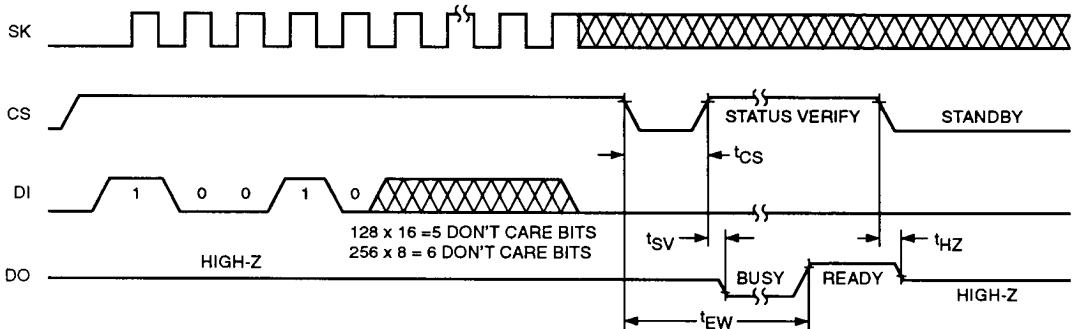 SK
CS
STATUS VERIFY
STANDBY
tCS
DI
1 0 0 1 0
128 x 16 =5 DON'T CARE BITS
256 x 8 = 6 DON'T CARE BITS
tSV
tHZ
HIGH-Z
DO
BUSY
READY
HIGH-Z
tEW